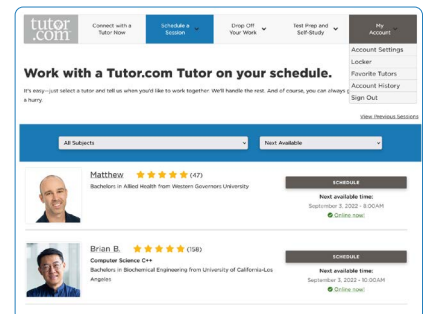 tutor
.com
Connect with a
Tutor Now
Schedule a
Session
Drop Off
Your Work
Test Prep and
Self-Study
My
Account
Account Settings
Locker
Favorite Tutors
Account History
Sign Out
Work with a Tutor.com Tutor on your schedule.
It's easy—just select a tutor and tell us when you'd like to work together. We'll handle the rest. And of course, you can always
a hurry.
View Previous Sessions
All Subjects
Next Available
Matthew (47)
Bachelors in Allied Health from Western Governors University
SCHEDULE
Next available time:
September 3, 2022 - 8:00AM
Online now!
Brian B. (158)
Computer Science C++
Bachelors in Biochemical Engineering from University of California-Los
Angeles
SCHEDULE
Next available time:
September 3, 2022 - 10:00AM
Online now!